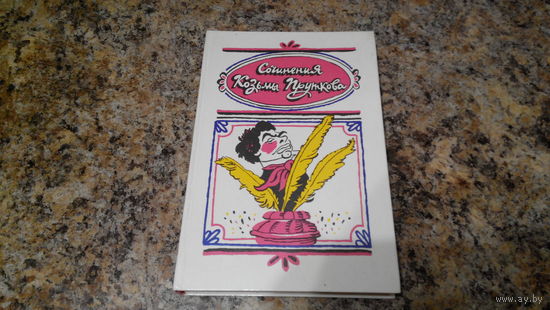 Сочинения
Козьмы Пруткова
www.ay.by